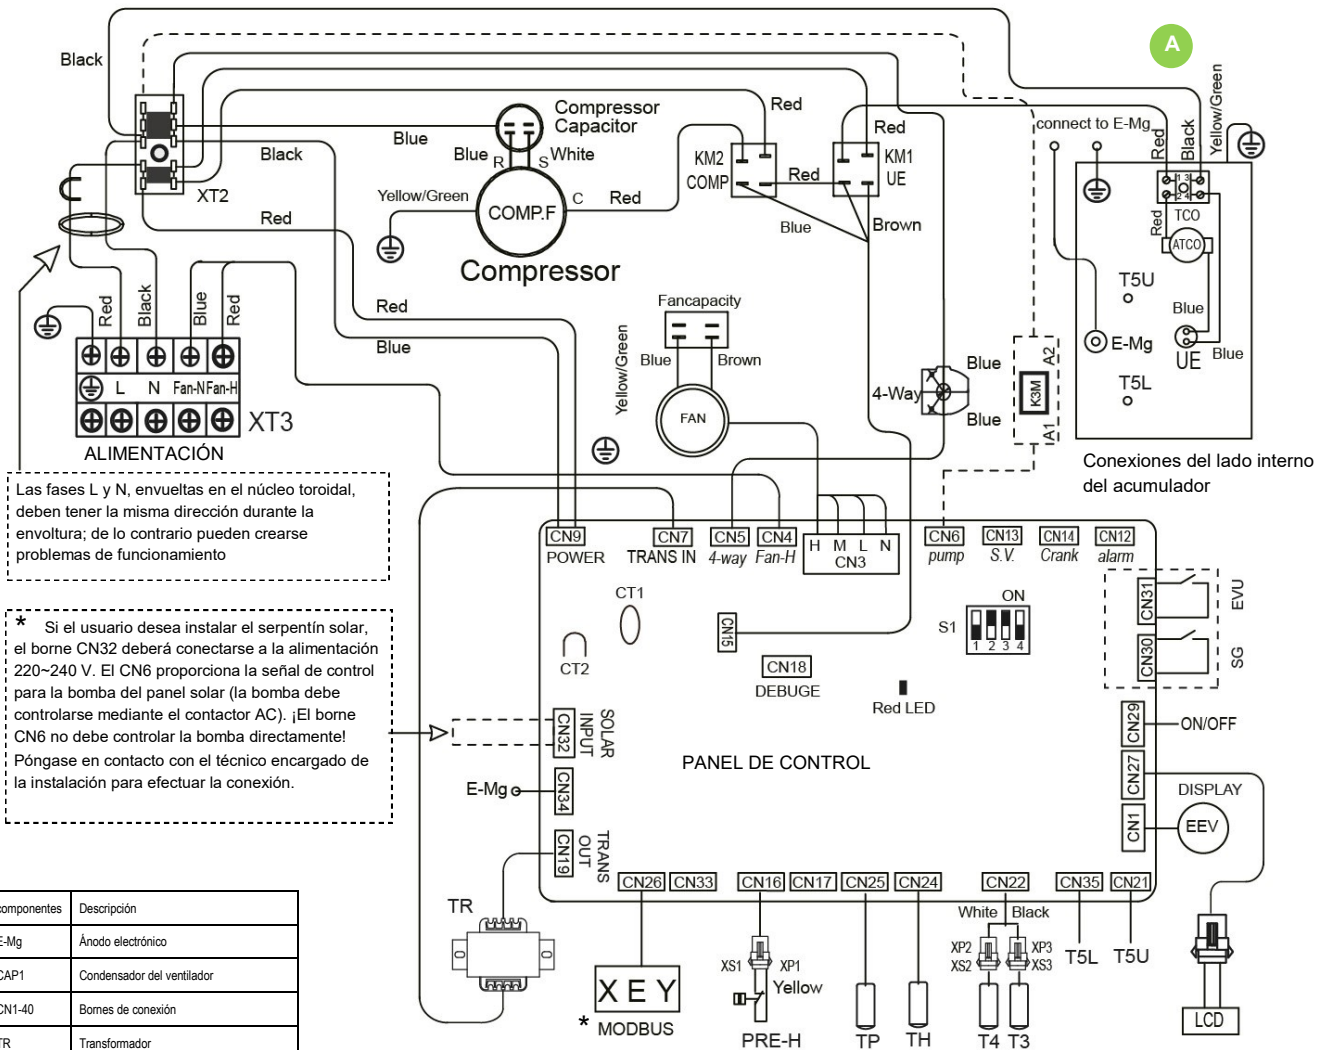 A
Black
Compressor
Capacitor
Blue
Blue
R
S
White
Yellow/Green
COMP.F
C
Red
Compressor
Red
KM2
COMP
Red
KM1
UE
Red
Blue
Brown
XT2
Black
Red
Red
Blue
connect to E-Mg
Red
Black
Yellow/Green
1 3
2 4
TCO
Red
ATCO
T5U
Blue
E-Mg
UE
Blue
T5L
Conexiones del lado interno
del acumulador
Red
Black
Blue
Red
L
N
Fan-N
Fan-H
XT3
ALIMENTACIÓN
Fancapacity
Blue
Brown
Yellow/Green
FAN
4-Way
Blue
Blue
A2
K3M
A1
Las fases L y N, envueltas en el núcleo toroidal,
deben tener la misma dirección durante la
envoltura; de lo contrario pueden crearse
problemas de funcionamiento
* Si el usuario desea instalar el serpentín solar,
el borne CN32 deberá conectarse a la alimentación
220~240 V. El CN6 proporciona la señal de control
para la bomba del panel solar (la bomba debe
controlarse mediante el contactor AC). ¡El borne
CN6 no debe controlar la bomba directamente!
Póngase en contacto con el técnico encargado de
la instalación para efectuar la conexión.
CN9
POWER
CN7
TRANS IN
CN5
4-way
CN4
Fan-H
H M L N
CN3
CN6
pump
CN13
S.V.
CN14
Crank
CN12
alarm
CT1
CT2
CN15
CN18
DEBUGE
S1
ON
1 2 3 4
Red LED
CN31
EVU
CN30
SG
CN29
ON/OFF
CN27
DISPLAY
CN1
EEV
PANEL DE CONTROL
CN32
SOLAR
INPUT
E-Mg
CN34
CN19
TRANS
OUT
CN26
CN33
CN16
CN17
CN25
CN24
CN22
CN35
CN21
White
Black
TR
X E Y
* MODBUS
XS1
XP1
Yellow
PRE-H
TP
TH
XP2
XS2
XP3
XS3
T4
T3
T5L
T5U
LCD
omponentes Descripción
E-Mg Ánodo electrónico
CAP1 Condensador del ventilador
CN1-40 Bornes de conexión
TR Transformador